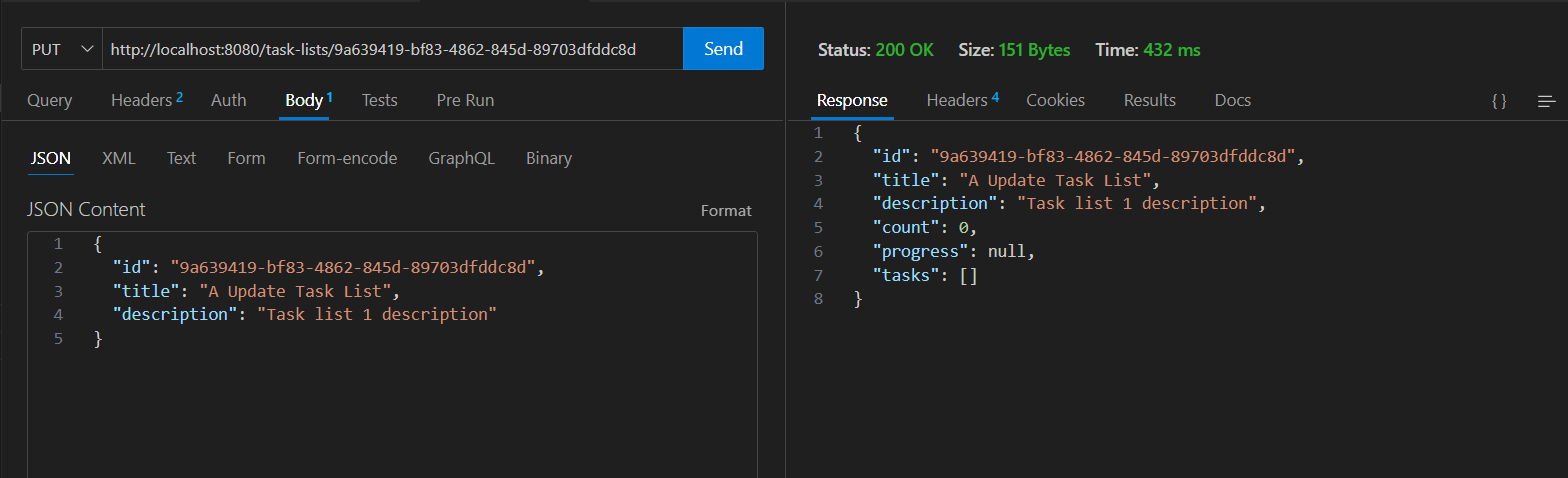 PUT http://localhost:8080/task-lists/9a639419-bf83-4862-845d-89703dfddc8d Send
Query Headers 2 Auth Body 1 Tests Pre Run
JSON XML Text Form Form-encode GraphQL Binary
JSON Content Format
1 {
2 "id": "9a639419-bf83-4862-845d-89703dfddc8d",
3 "title": "A Update Task List",
4 "description": "Task list 1 description"
5 }
Status: 200 OK Size: 151 Bytes Time: 432 ms
Response Headers 4 Cookies Results Docs {}
1 {
2 "id": "9a639419-bf83-4862-845d-89703dfddc8d",
3 "title": "A Update Task List",
4 "description": "Task list 1 description",
5 "count": 0,
6 "progress": null,
7 "tasks": []
8 }